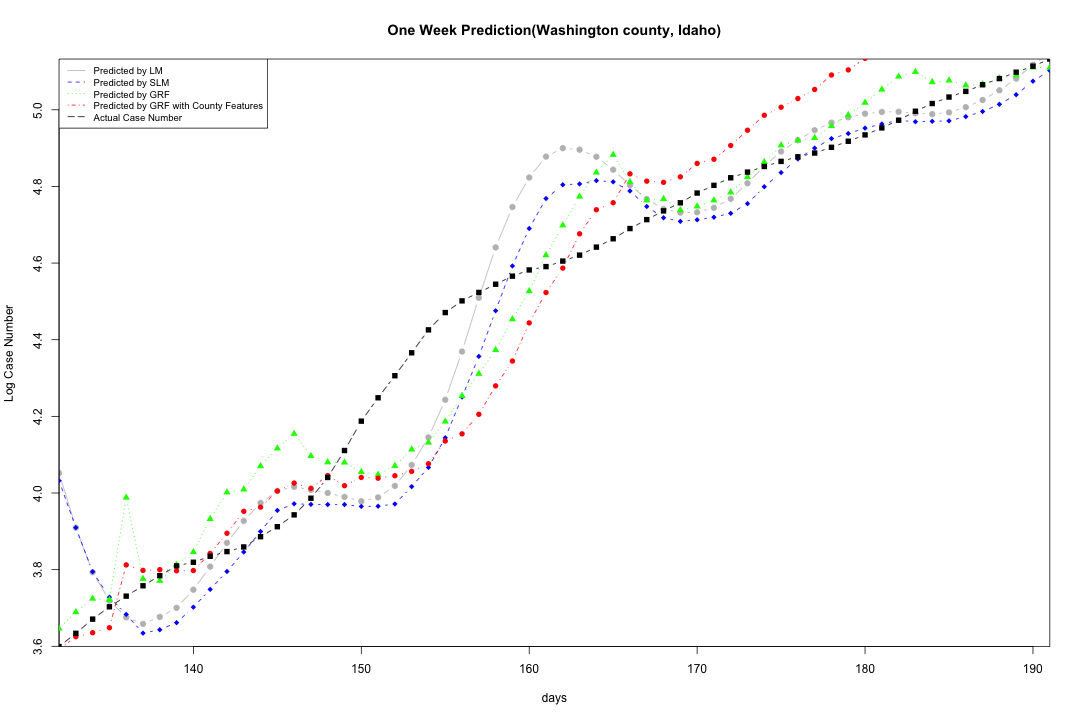 One Week Prediction(Washington county, Idaho)
Predicted by LM
Predicted by SLM
Predicted by GRF
Predicted by GRF with County Features
Actual Case Number
Log Case Number
5.0
4.8
4.6
4.4
4.2
4.0
3.8
3.6
140 150 160 170 180 190
days